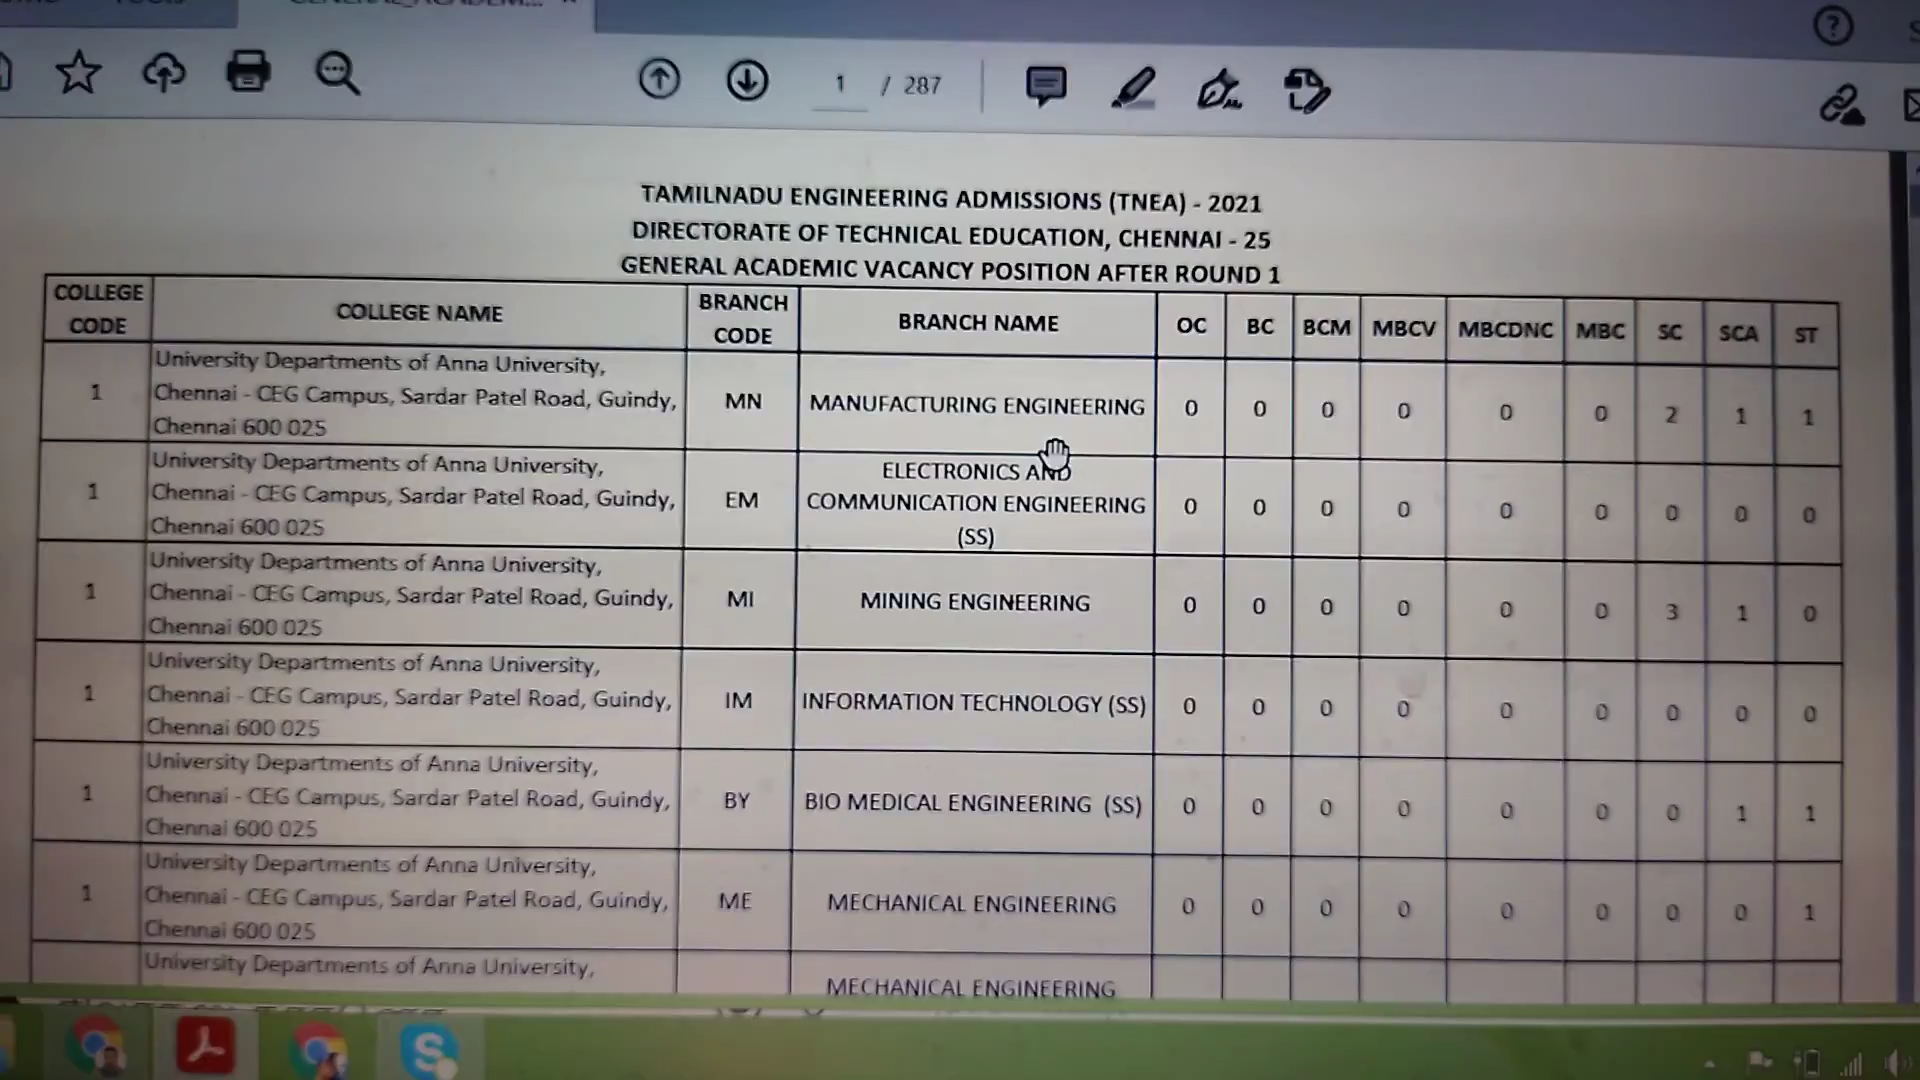 1 / 287
TAMILNADU ENGINEERING ADMISSIONS (TNEA) - 2021
DIRECTORATE OF TECHNICAL EDUCATION, CHENNAI - 25
GENERAL ACADEMIC VACANCY POSITION AFTER ROUND 1
COLLEGE CODE COLLEGE NAME BRANCH CODE BRANCH NAME OC BC BCM MBCV MBCDNC MBC SC SCA ST
University Departments of Anna University,
1 Chennai - CEG Campus, Sardar Patel Road, Guindy, MN MANUFACTURING ENGINEERING 0 0 0 0 0 0 2 1 1
Chennai 600 025
University Departments of Anna University, ELECTRONICS AND
1 Chennai - CEG Campus, Sardar Patel Road, Guindy, EM COMMUNICATION ENGINEERING 0 0 0 0 0 0 0 0 0
Chennai 600 025 (SS)
University Departments of Anna University,
1 Chennai - CEG Campus, Sardar Patel Road, Guindy, MI MINING ENGINEERING 0 0 0 0 0 0 3 1 0
Chennai 600 025
University Departments of Anna University,
1 Chennai - CEG Campus, Sardar Patel Road, Guindy, IM INFORMATION TECHNOLOGY (SS) 0 0 0 0 0 0 0 0 0
Chennai 600 025
University Departments of Anna University,
1 Chennai - CEG Campus, Sardar Patel Road, Guindy, BY BIO MEDICAL ENGINEERING (SS) 0 0 0 0 0 0 0 1 1
Chennai 600 025
University Departments of Anna University,
1 Chennai - CEG Campus, Sardar Patel Road, Guindy, ME MECHANICAL ENGINEERING 0 0 0 0 0 0 0 0 1
Chennai 600 025
University Departments of Anna University,
MECHANICAL ENGINEERING